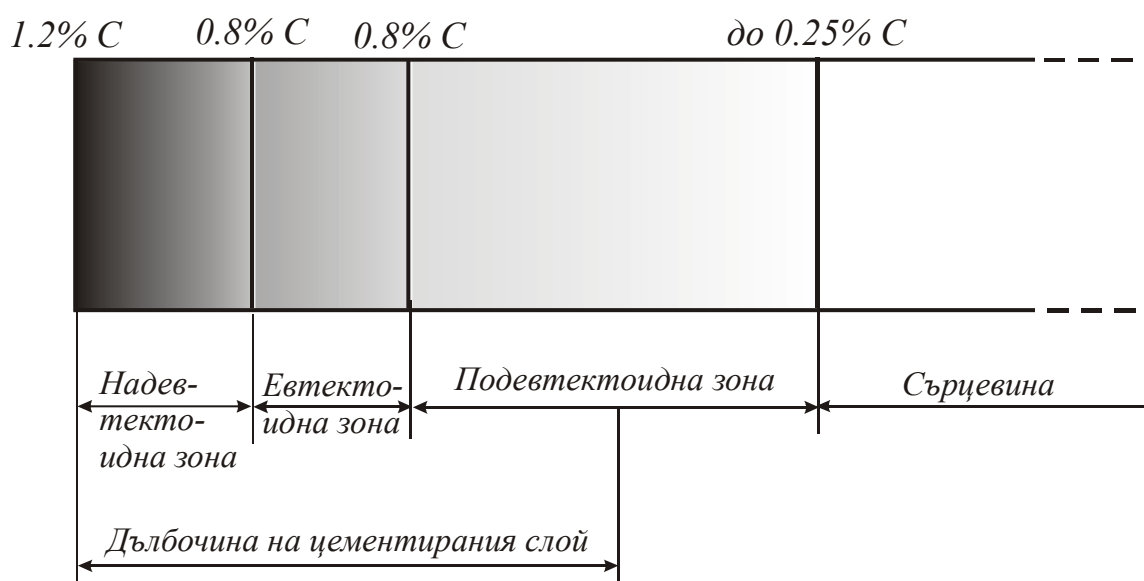 1.2% C
0.8% C
0.8% C
до 0.25% C
Надев-
текто-
идна зона
Евтекто-
идна зона
Подевтектоидна зона
Сърцевина
Дълбочина на цементирания слой